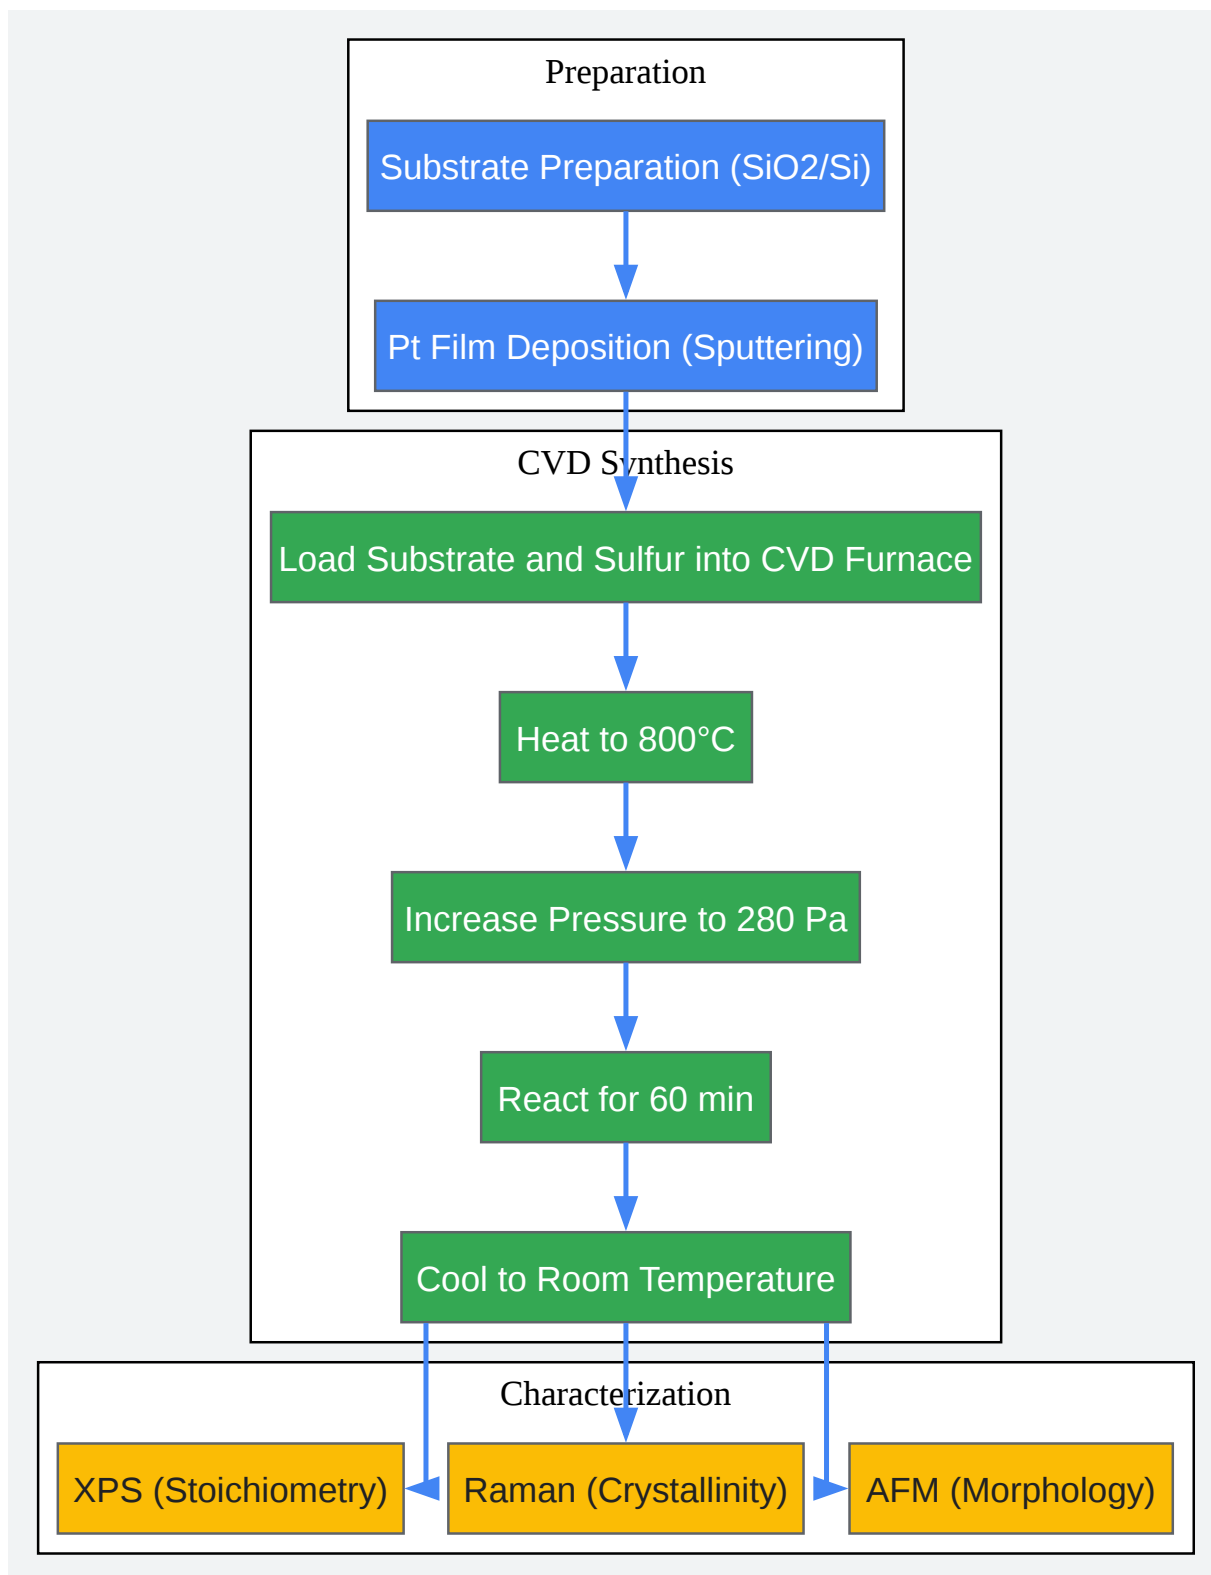 Preparation
Substrate Preparation (SiO2/Si)
Pt Film Deposition (Sputtering)
CVD Synthesis
Load Substrate and Sulfur into CVD Furnace
Heat to 800°C
Increase Pressure to 280 Pa
React for 60 min
Cool to Room Temperature
Characterization
XPS (Stoichiometry)
Raman (Crystallinity)
AFM (Morphology)